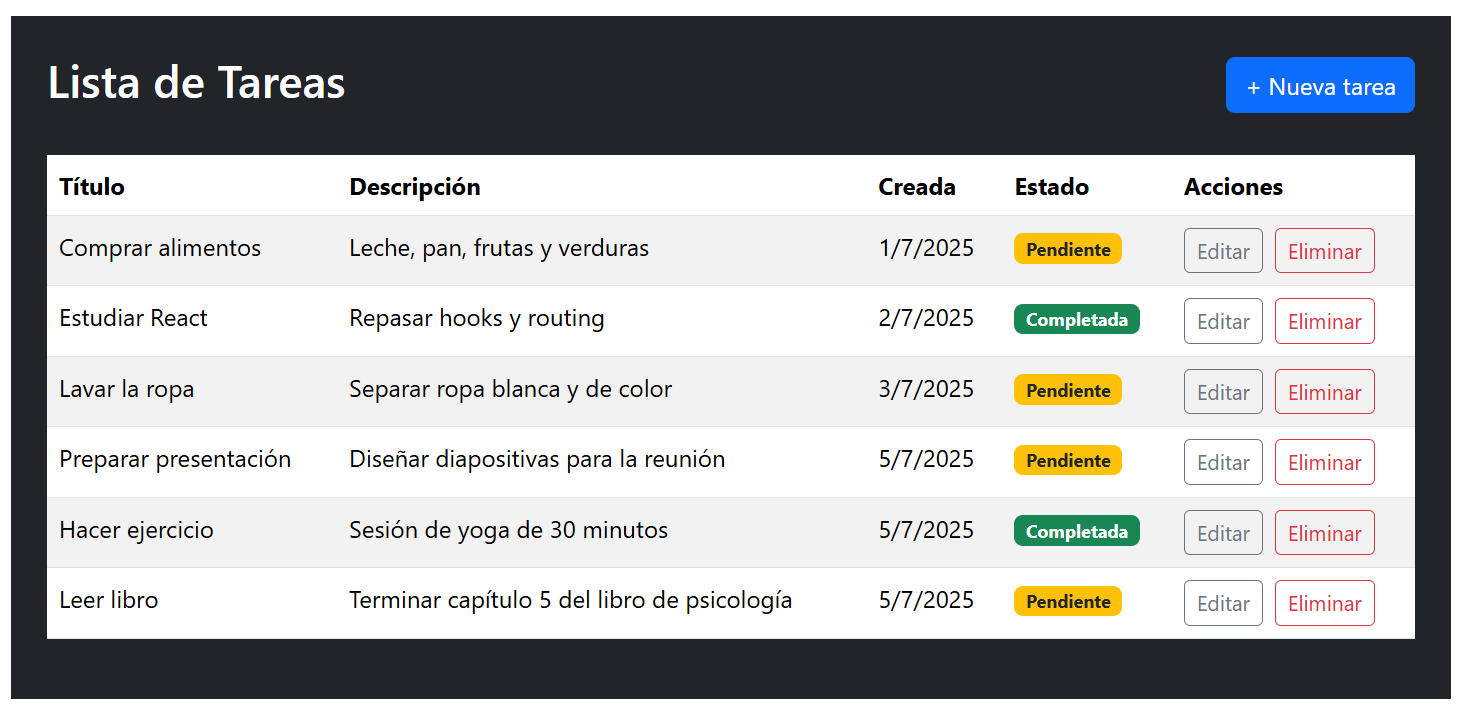 Lista de Tareas
+ Nueva tarea
Título Descripción Creada Estado Acciones
Comprar alimentos Leche, pan, frutas y verduras 1/7/2025 Pendiente Editar Eliminar
Estudiar React Repasar hooks y routing 2/7/2025 Completada Editar Eliminar
Lavar la ropa Separar ropa blanca y de color 3/7/2025 Pendiente Editar Eliminar
Preparar presentación Diseñar diapositivas para la reunión 5/7/2025 Pendiente Editar Eliminar
Hacer ejercicio Sesión de yoga de 30 minutos 5/7/2025 Completada Editar Eliminar
Leer libro Terminar capítulo 5 del libro de psicología 5/7/2025 Pendiente Editar Eliminar